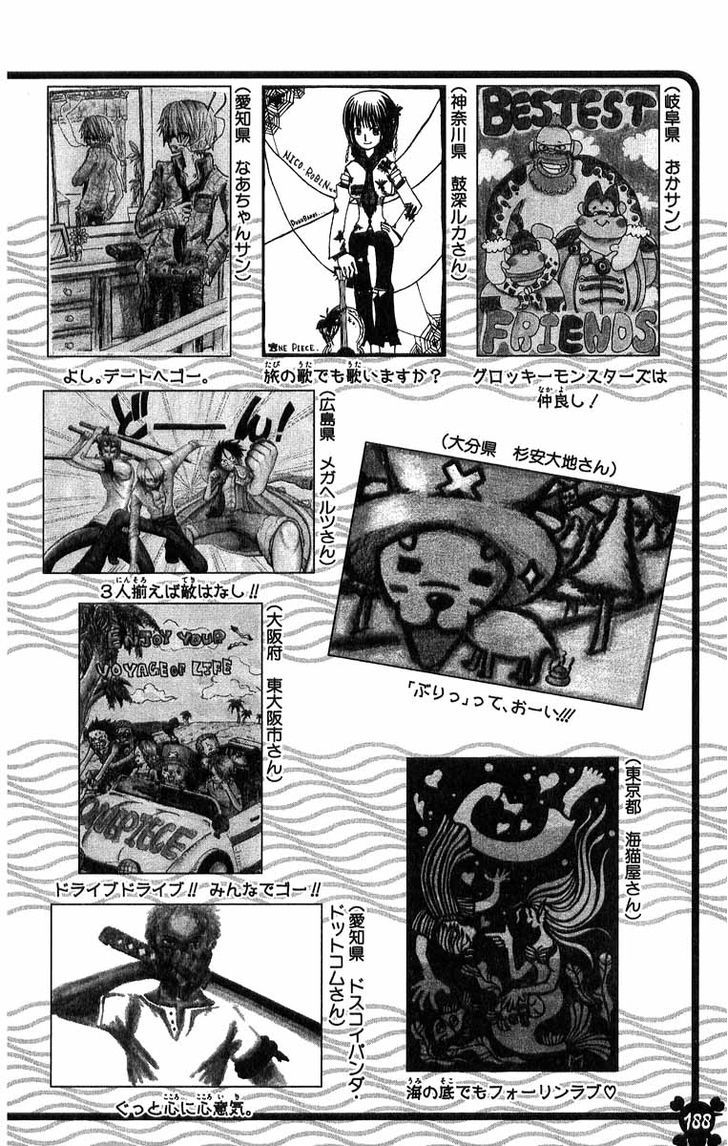 (岐阜県 おかサン)
BESTEST
FRIENDS
グロッキーモンスターズは
仲良し!
(神奈川県 鼓深ルカさん)
NICO・ROBIN
ONE PIECE.
旅の歌でも歌いますか?
(愛知県 なあちゃんサン)
よし。デートへゴー。
(広島県 メガヘルツさん)
どーん!
3人揃えば敵はなし!!
(大分県 杉安大地さん)
「ぶりっ」って、おーい!!!
(大阪府 東大阪市さん)
ENJOY YOUR
VOYAGE OF LIFE
ONE PIECE
ドライブドライブ!! みんなでゴー!!
(東京都 海猫屋さん)
海の底でもフォーリンラブ♡
(愛知県 ドスコイパンダ・
ドットコムさん)
ぐっと心に心意気。
188